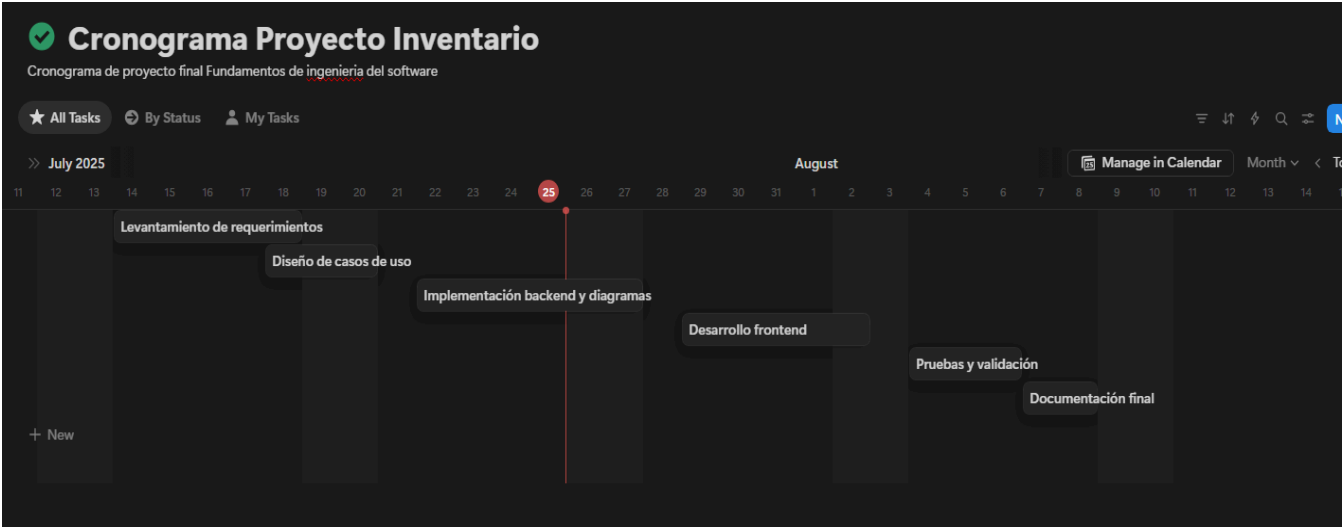 Cronograma Proyecto Inventario
Cronograma de proyecto final Fundamentos de ingenieria del software
All Tasks By Status My Tasks
July 2025 August Manage in Calendar Month
11 12 13 14 15 16 17 18 19 20 21 22 23 24 25 26 27 28 29 30 31 1 2 3 4 5 6 7 8 9 10 11 12 13 14
Levantamiento de requerimientos
Diseño de casos de uso
Implementación backend y diagramas
Desarrollo frontend
Pruebas y validación
Documentación final
+ New